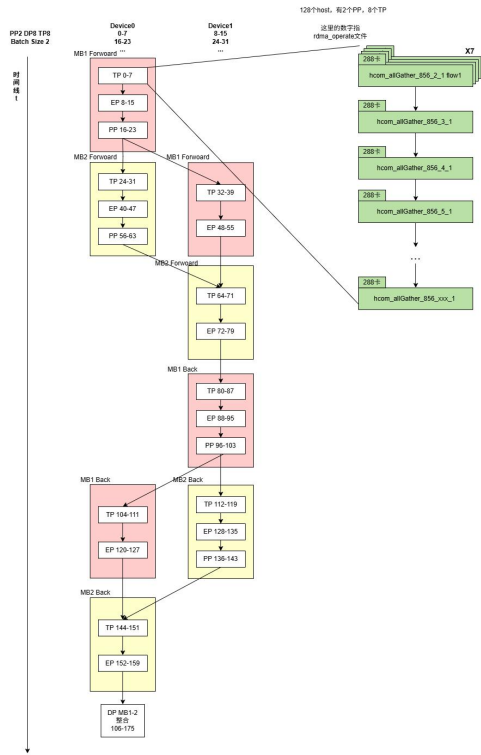 128个host，有2个PP，8个TP
PP2 DP8 TP8
Batch Size 2
Device0
0-7
16-23
...
Device1
8-15
24-31
...
这里的数字指
rdma_operate文件
X7
时
间
线
t
MB1 Forwoard
TP 0-7
EP 8-15
PP 16-23
288卡
hcom_allGather_856_2_1 flow1
288卡
hcom_allGather_856_3_1
288卡
hcom_allGather_856_4_1
288卡
hcom_allGather_856_5_1
...
288卡
hcom_allGather_856_xxx_1
MB2 Forwoard
TP 24-31
EP 40-47
PP 56-63
MB1 Forwoard
TP 32-39
EP 48-55
MB2 Forwoard
TP 64-71
EP 72-79
MB1 Back
TP 80-87
EP 88-95
PP 96-103
MB1 Back
TP 104-111
EP 120-127
MB2 Back
TP 112-119
EP 128-135
PP 136-143
MB2 Back
TP 144-151
EP 152-159
DP MB1-2
整合
106-175